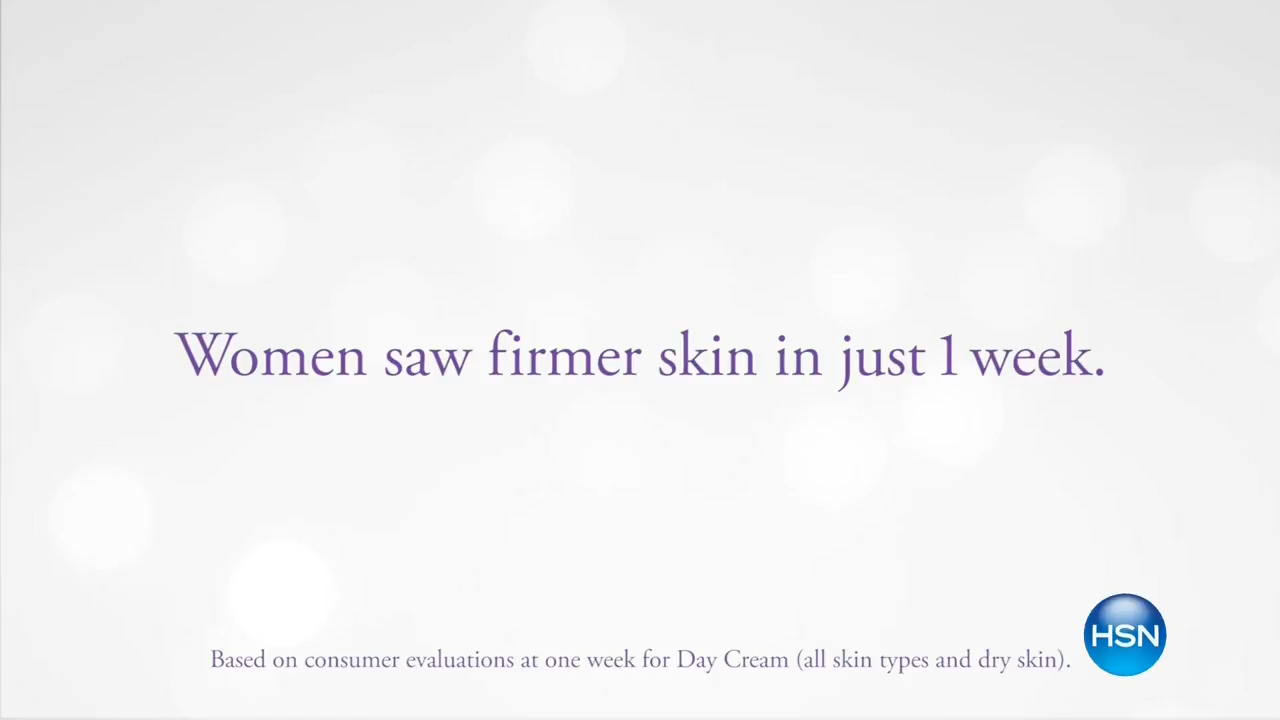 Women saw firmer skin in just 1 week.
Based on consumer evaluations at one week for Day Cream (all skin types and dry skin).
HSN